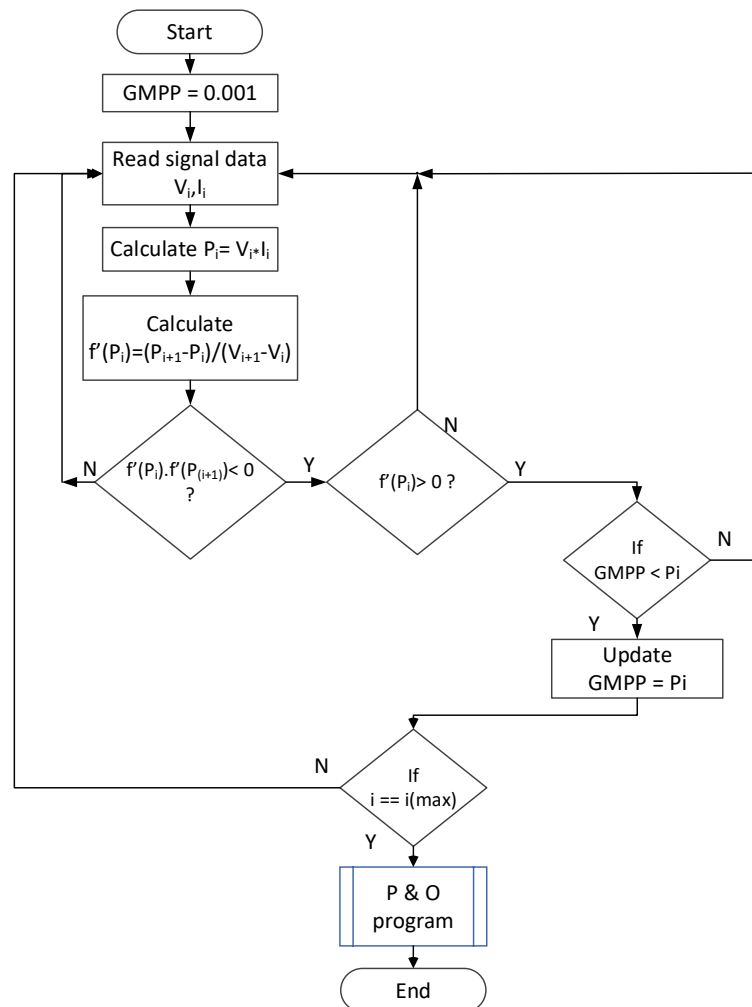 Start
GMPP = 0.001
Read signal data
Vᵢ,Iᵢ
Calculate Pᵢ= Vᵢ*Iᵢ
Calculate
f'(Pᵢ)=(Pᵢ₊₁-Pᵢ)/(Vᵢ₊₁-Vᵢ)
N
f'(Pᵢ).f'(P₍ᵢ₊₁₎)< 0
?
Y
N
f'(Pᵢ)> 0 ?
Y
If
GMPP < Pi
N
Y
Update
GMPP = Pi
N
If
i == i(max)
Y
P & O
program
End